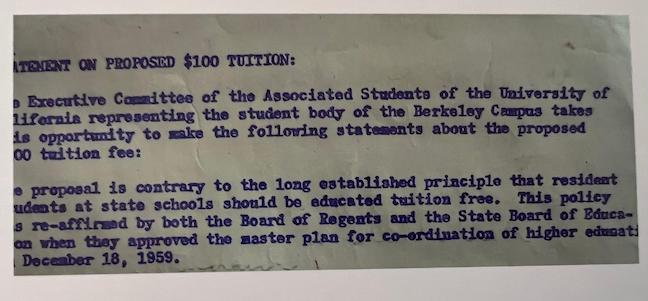 ATEMENT ON PROPOSED $100 TUITION:
e Executive Committee of the Associated Students of the University of
lifornia representing the student body of the Berkeley Campus takes
is opportunity to make the following statements about the proposed
00 tuition fee:
e proposal is contrary to the long established principle that resident
udents at state schools should be educated tuition free. This policy
s re-affirmed by both the Board of Regents and the State Board of Educa-
on when they approved the master plan for co-ordination of higher educati
December 18, 1959.